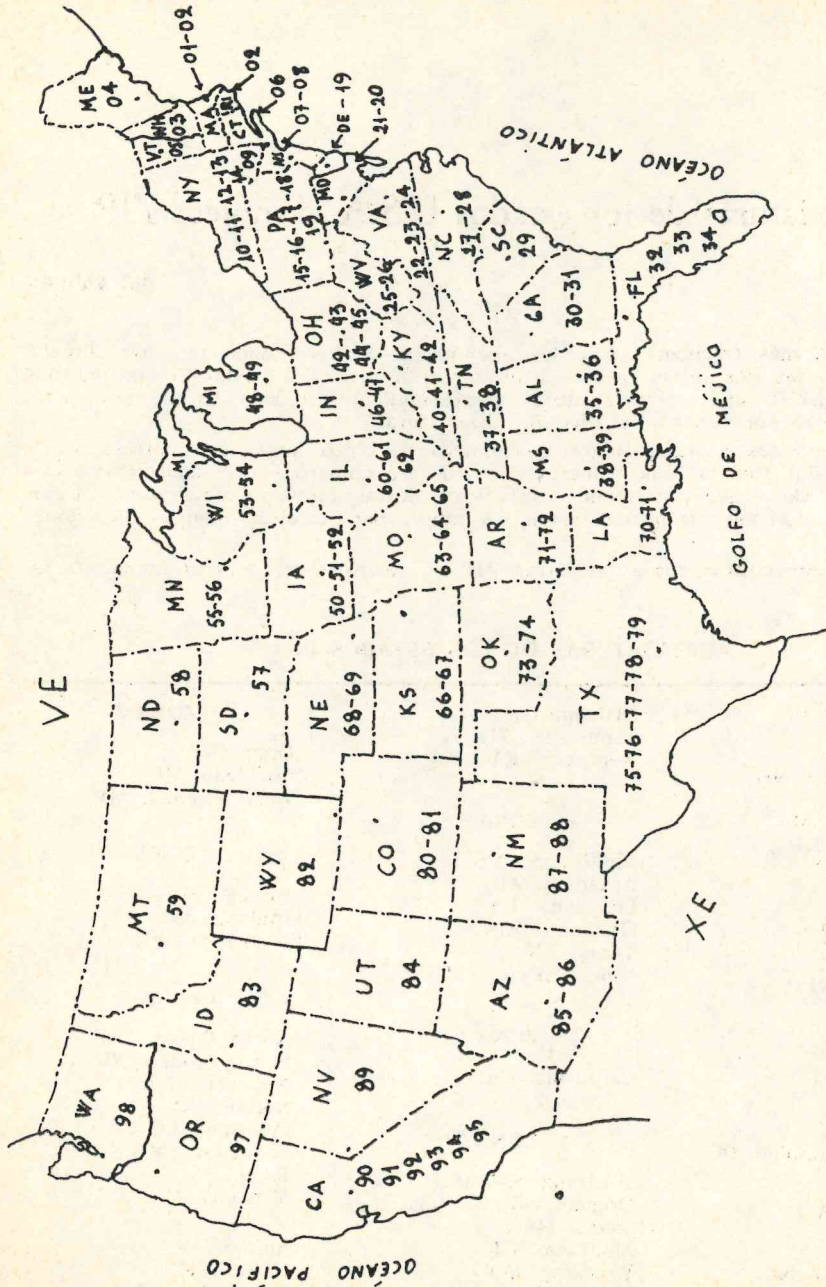 VE
WA
98
OR
97
CA
90
91
92
93
94
95
NV
89
ID
83
MT
59
WY
82
UT
84
AZ
85-86
CO
80-81
NM
87-88
ND
58
SD
57
NE
68-69
KS
66-67
OK
73-74
TX
75-76-77-78-79
MN
55-56
IA
50-51-52
MO
63-64-65
AR
71-72
LA
70-71
WI
53-54
IL
60-61
62
MI
MI
48-49
IN
46-47
OH
42-43
44-45
KY
40-41-42
TN
37-38
MS
38-39
AL
35-36
GA
30-31
FL
32
33
34
SC
29
NC
27-28
VA
22-23-24
WV
25-26
PA
15-16-17-18
19
NY
10-11-12-13
14
VT
05
NH
03
ME
04
MA
01-02
RI
02
CT
06
09
NJ
07-08
DE-19
MD
21-20
OCÉANO ATLÁNTICO
GOLFO DE MÉJICO
XE
OCÉANO PACIFICO